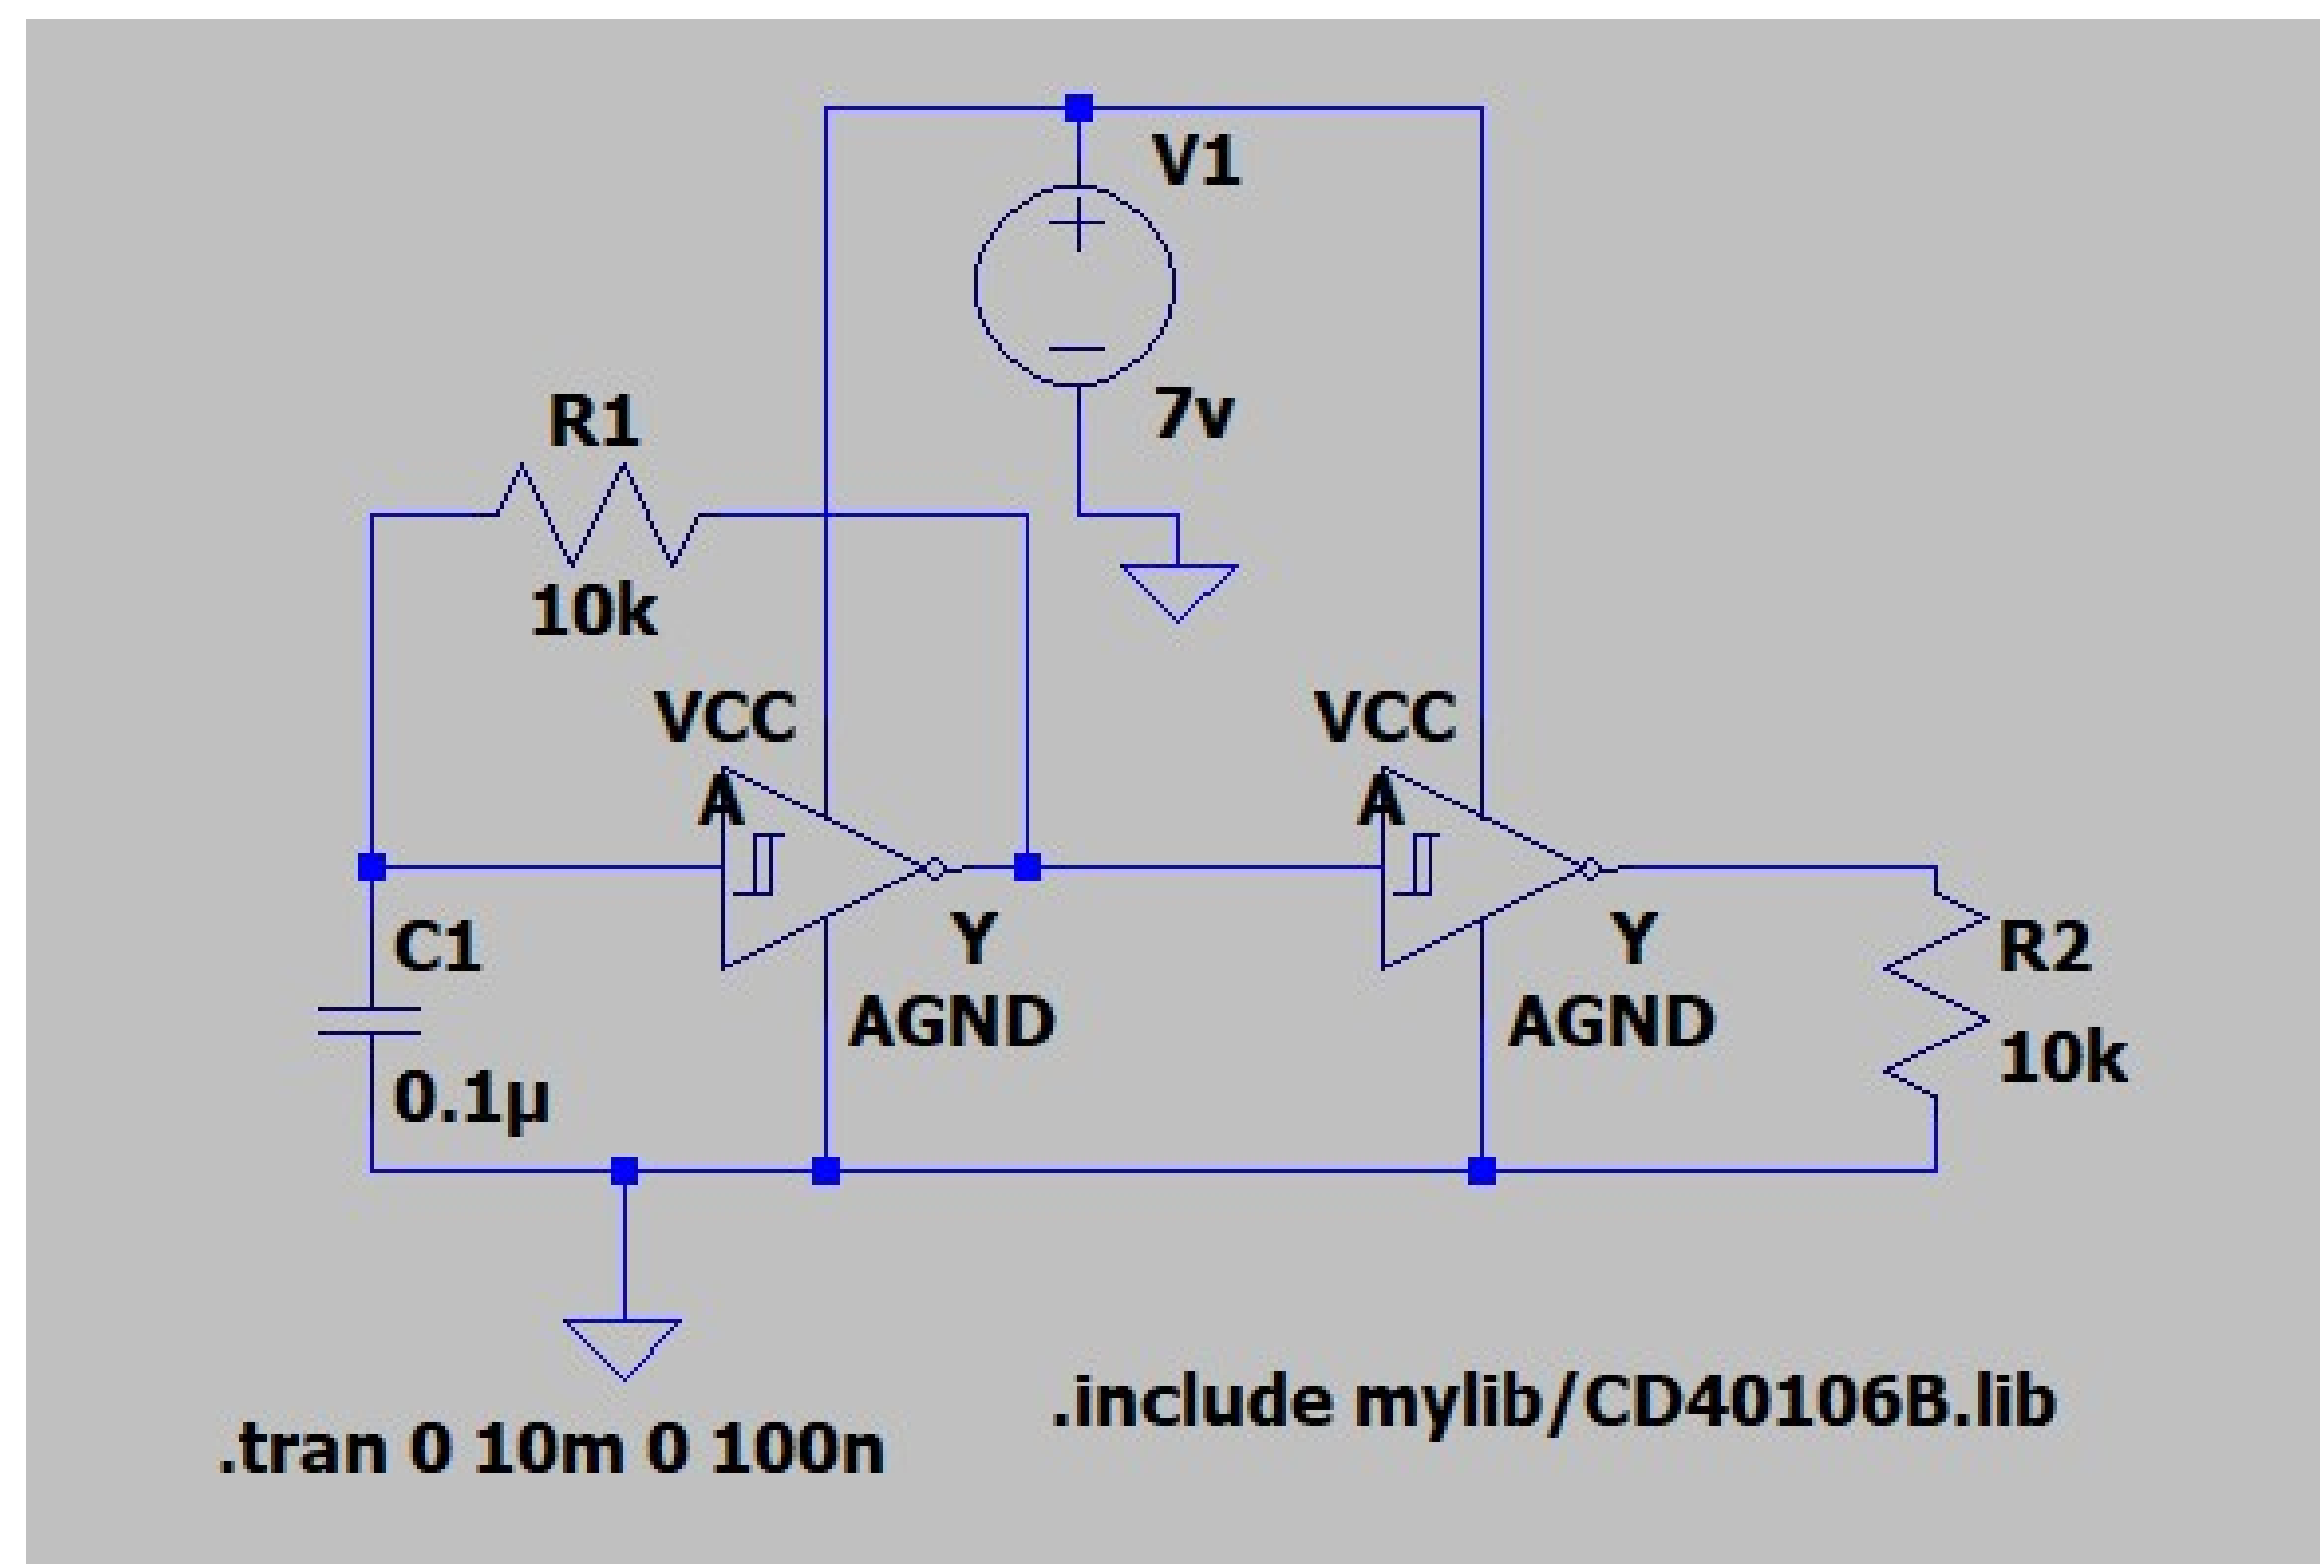 V1
7v
R1
10k
VCC
A
VCC
A
C1
0.1µ
Y
AGND
Y
AGND
R2
10k
.tran 0 10m 0 100n
.include mylib/CD40106B.lib